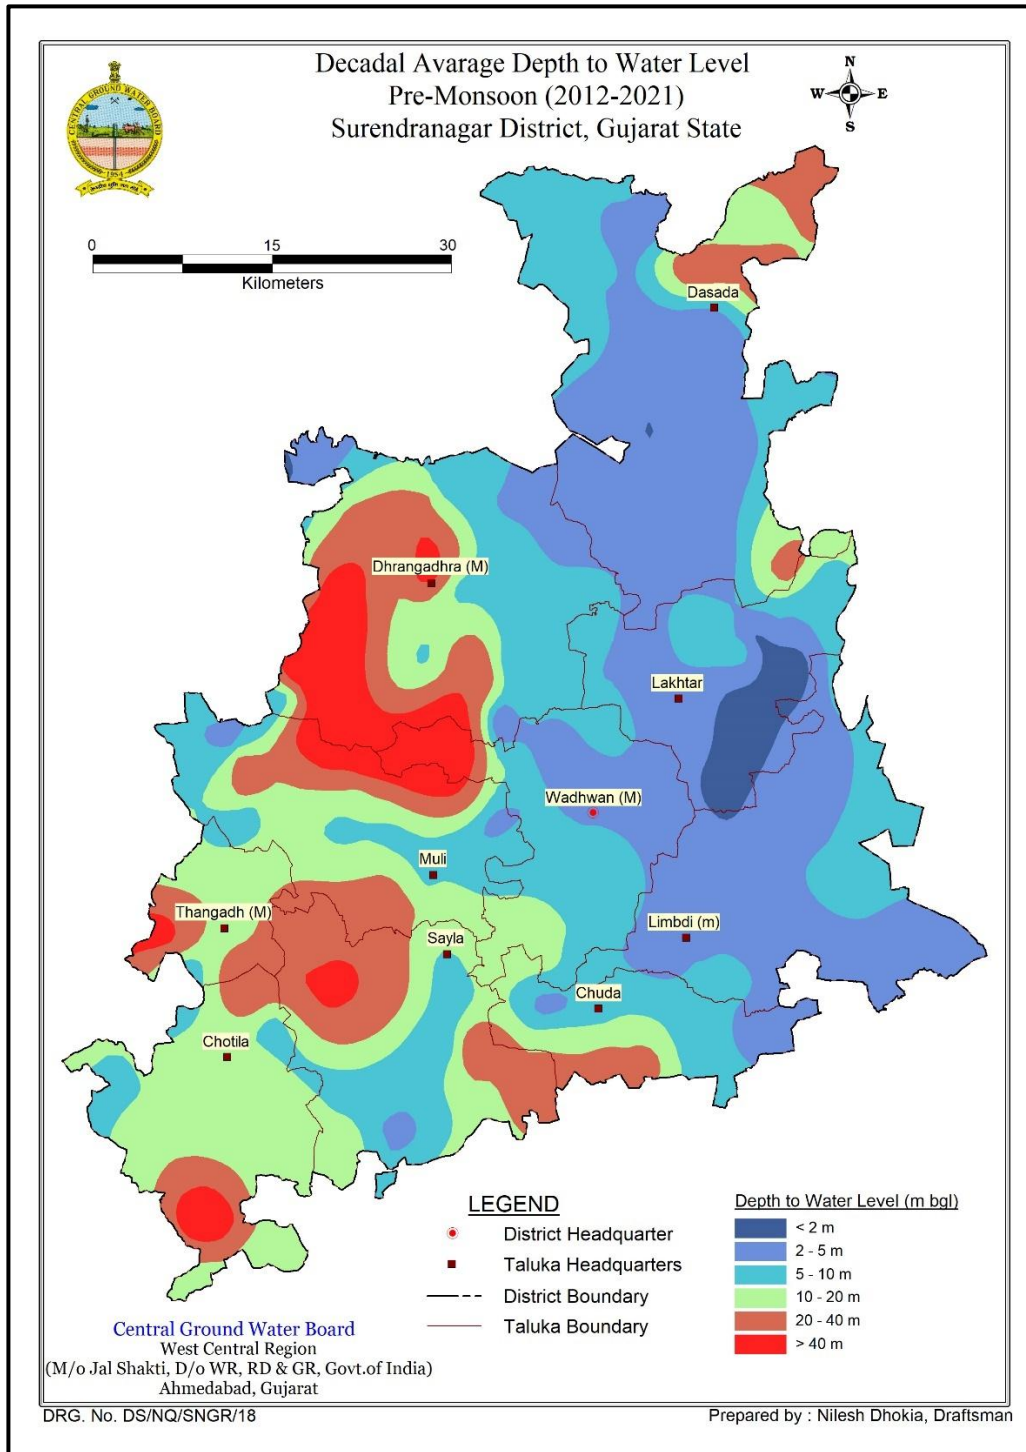 Decadal Avarage Depth to Water Level
Pre-Monsoon (2012-2021)
Surendranagar District, Gujarat State
CENTRAL GROUND WATER BOARD
N
W E
S
0 15 30
Kilometers
Dasada
Dhrangadhra (M)
Lakhtar
Wadhwan (M)
Muli
Thangadh (M)
Sayla
Limbdi (m)
Chuda
Chotila
LEGEND
District Headquarter
Taluka Headquarters
District Boundary
Taluka Boundary
Depth to Water Level (m bgl)
< 2 m
2 - 5 m
5 - 10 m
10 - 20 m
20 - 40 m
> 40 m
Central Ground Water Board
West Central Region
(M/o Jal Shakti, D/o WR, RD & GR, Govt.of India)
Ahmedabad, Gujarat
DRG. No. DS/NQ/SNGR/18
Prepared by : Nilesh Dhokia, Draftsman